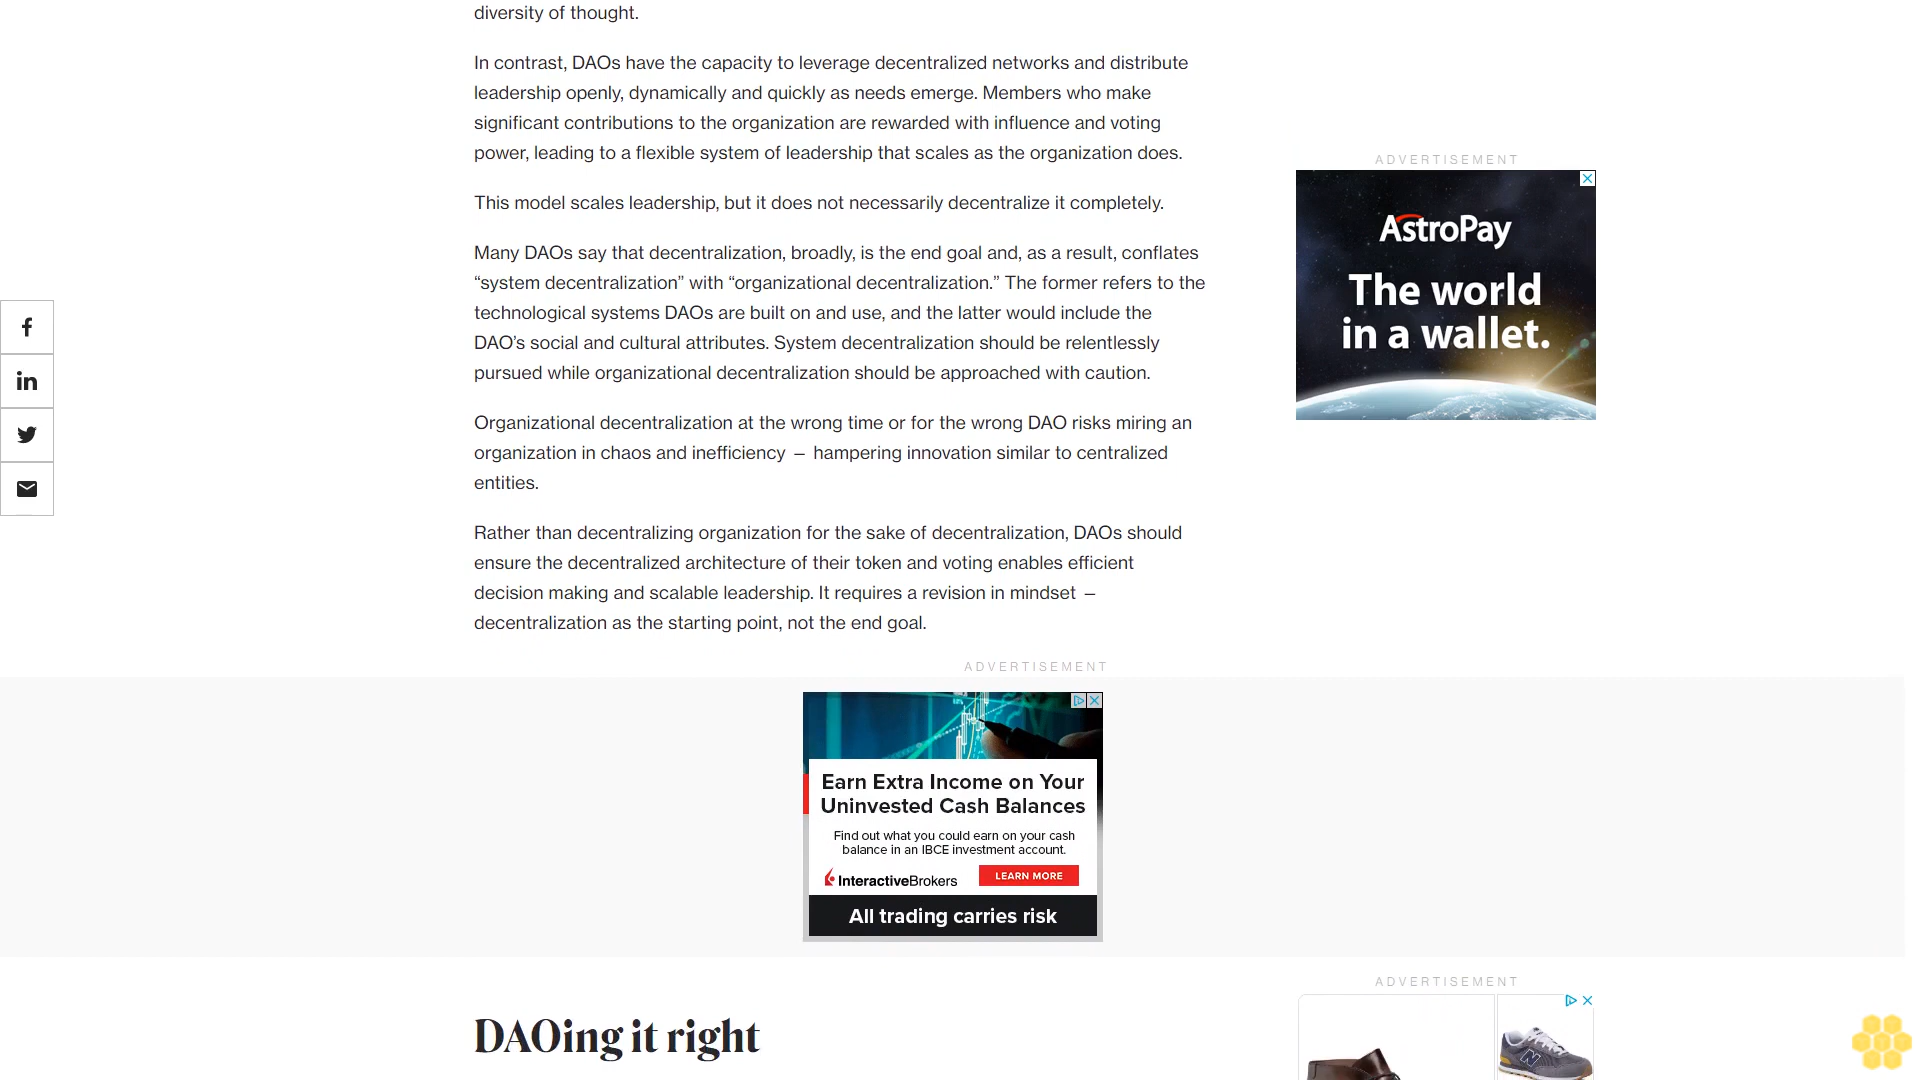 diversity of thought.
In contrast, DAOs have the capacity to leverage decentralized networks and distribute
leadership openly, dynamically and quickly as needs emerge. Members who make
significant contributions to the organization are rewarded with influence and voting
power, leading to a flexible system of leadership that scales as the organization does.
This model scales leadership, but it does not necessarily decentralize it completely.
Many DAOs say that decentralization, broadly, is the end goal and, as a result, conflates
“system decentralization” with “organizational decentralization.” The former refers to the
technological systems DAOs are built on and use, and the latter would include the
DAO’s social and cultural attributes. System decentralization should be relentlessly
pursued while organizational decentralization should be approached with caution.
Organizational decentralization at the wrong time or for the wrong DAO risks miring an
organization in chaos and inefficiency — hampering innovation similar to centralized
entities.
Rather than decentralizing organization for the sake of decentralization, DAOs should
ensure the decentralized architecture of their token and voting enables efficient
decision making and scalable leadership. It requires a revision in mindset —
decentralization as the starting point, not the end goal.
ADVERTISEMENT
AstroPay
The world
in a wallet.
ADVERTISEMENT
Earn Extra Income on Your
Uninvested Cash Balances
Find out what you could earn on your cash
balance in an IBCE investment account.
InteractiveBrokers
LEARN MORE
All trading carries risk
DAOing it right
ADVERTISEMENT
N